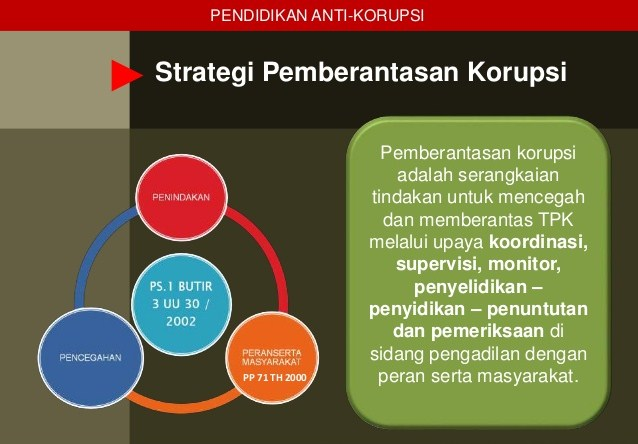 PENDIDIKAN ANTI-KORUPSI
Strategi Pemberantasan Korupsi
PENINDAKAN
PS.1 BUTIR
3 UU 30 /
2002
PENCEGAHAN
PERANSERTA
MASYARAKAT
PP 71 TH 2000
Pemberantasan korupsi
adalah serangkaian
tindakan untuk mencegah
dan memberantas TPK
melalui upaya koordinasi,
supervisi, monitor,
penyelidikan –
penyidikan – penuntutan
dan pemeriksaan di
sidang pengadilan dengan
peran serta masyarakat.